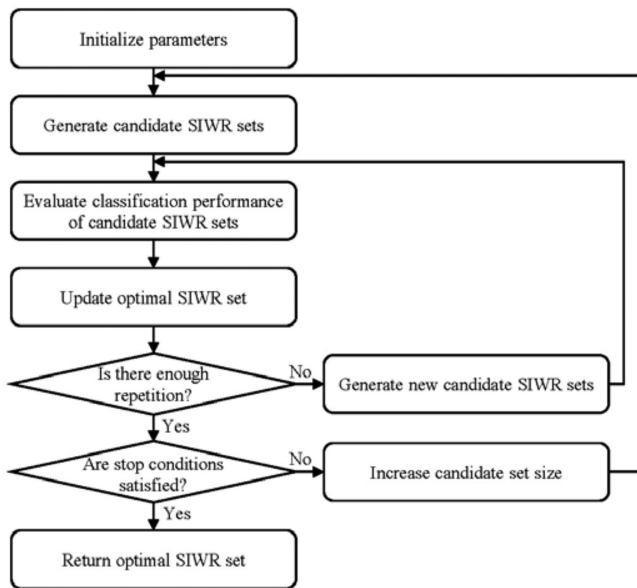 Initialize parameters
Generate candidate SIWR sets
Evaluate classification performance
of candidate SIWR sets
Update optimal SIWR set
Is there enough
repetition?
No
Generate new candidate SIWR sets
Yes
Are stop conditions
satisfied?
No
Increase candidate set size
Yes
Return optimal SIWR set